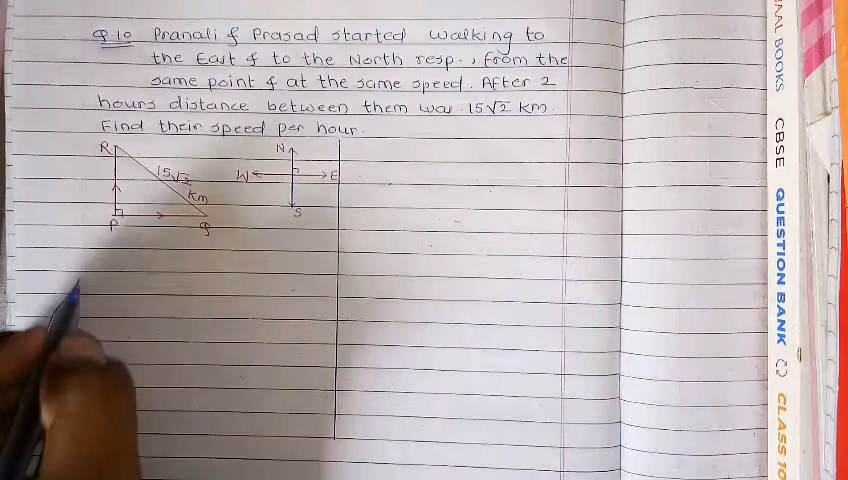 Q.10 Pranali & Prasad started walking to
the East & to the North resp., from the
same point & at the same speed. After 2
hours distance between them was 15√2 km.
Find their speed per hour.
R
15√2
km
P
Q
N
W
E
S
BOOKS
CBSE
QUESTION BANK
CLASS 10